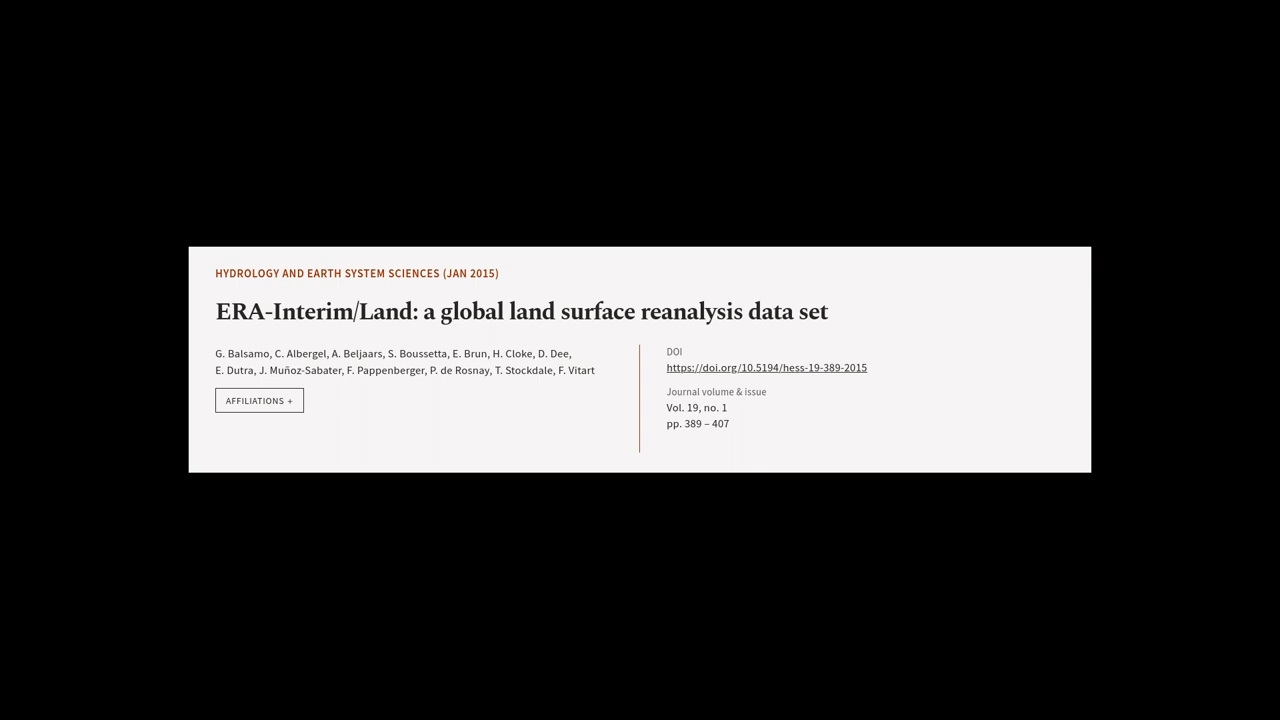 HYDROLOGY AND EARTH SYSTEM SCIENCES (JAN 2015)
ERA-Interim/Land: a global land surface reanalysis data set
G. Balsamo, C. Albergel, A. Beljaars, S. Boussetta, E. Brun, H. Cloke, D. Dee,
E. Dutra, J. Muñoz-Sabater, F. Pappenberger, P. de Rosnay, T. Stockdale, F. Vitart
AFFILIATIONS +
DOI
https://doi.org/10.5194/hess-19-389-2015
Journal volume & issue
Vol. 19, no. 1
pp. 389 – 407